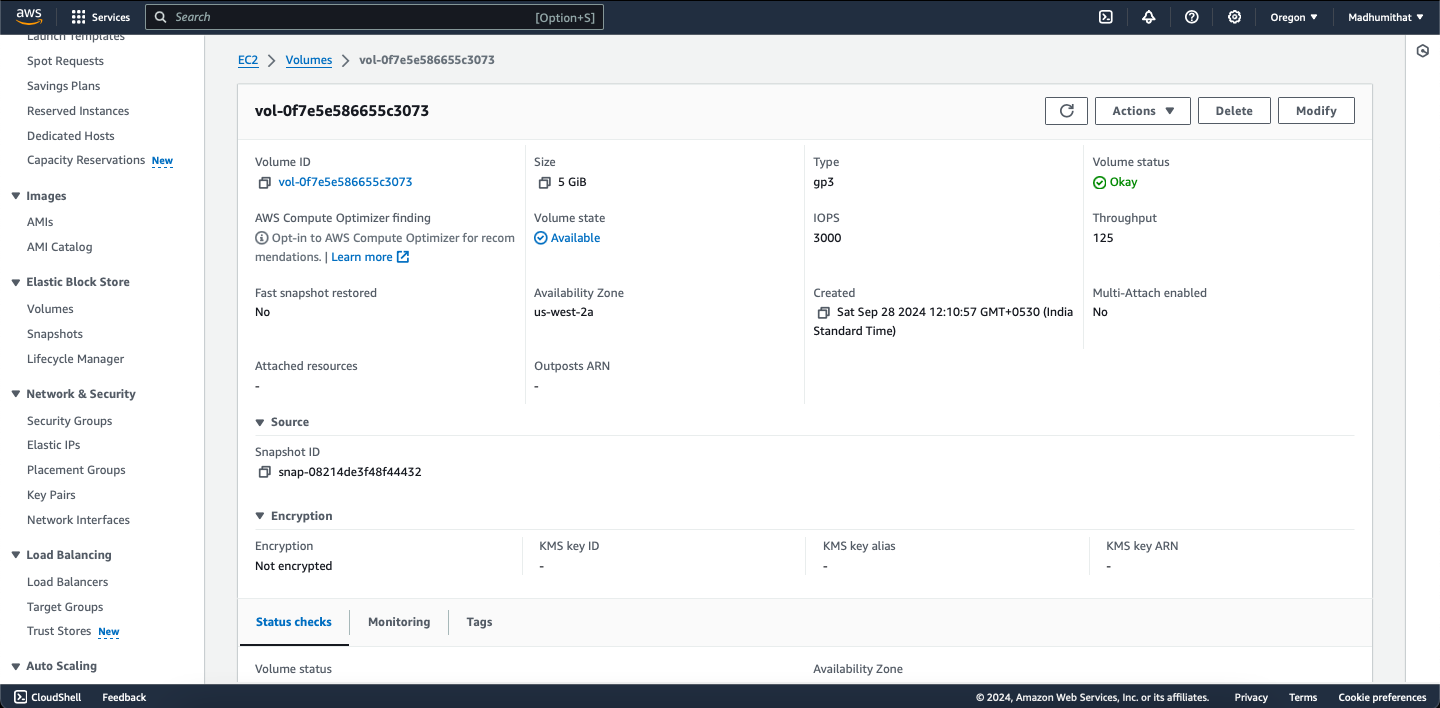 aws
Services
Search
[Option+S]
Oregon
Madhumithat
Launch Templates
Spot Requests
Savings Plans
Reserved Instances
Dedicated Hosts
Capacity Reservations New
Images
AMIs
AMI Catalog
Elastic Block Store
Volumes
Snapshots
Lifecycle Manager
Network & Security
Security Groups
Elastic IPs
Placement Groups
Key Pairs
Network Interfaces
Load Balancing
Load Balancers
Target Groups
Trust Stores New
Auto Scaling
EC2 > Volumes > vol-0f7e5e586655c3073
vol-0f7e5e586655c3073
Actions
Delete
Modify
Volume ID
vol-0f7e5e586655c3073
Size
5 GiB
Type
gp3
Volume status
Okay
AWS Compute Optimizer finding
Opt-in to AWS Compute Optimizer for recom
mendations. | Learn more
Volume state
Available
IOPS
3000
Throughput
125
Fast snapshot restored
No
Availability Zone
us-west-2a
Created
Sat Sep 28 2024 12:10:57 GMT+0530 (India
Standard Time)
Multi-Attach enabled
No
Attached resources
-
Outposts ARN
-
Source
Snapshot ID
snap-08214de3f48f44432
Encryption
Encryption
Not encrypted
KMS key ID
-
KMS key alias
-
KMS key ARN
-
Status checks
Monitoring
Tags
Volume status
Availability Zone
CloudShell
Feedback
© 2024, Amazon Web Services, Inc. or its affiliates.
Privacy
Terms
Cookie preferences